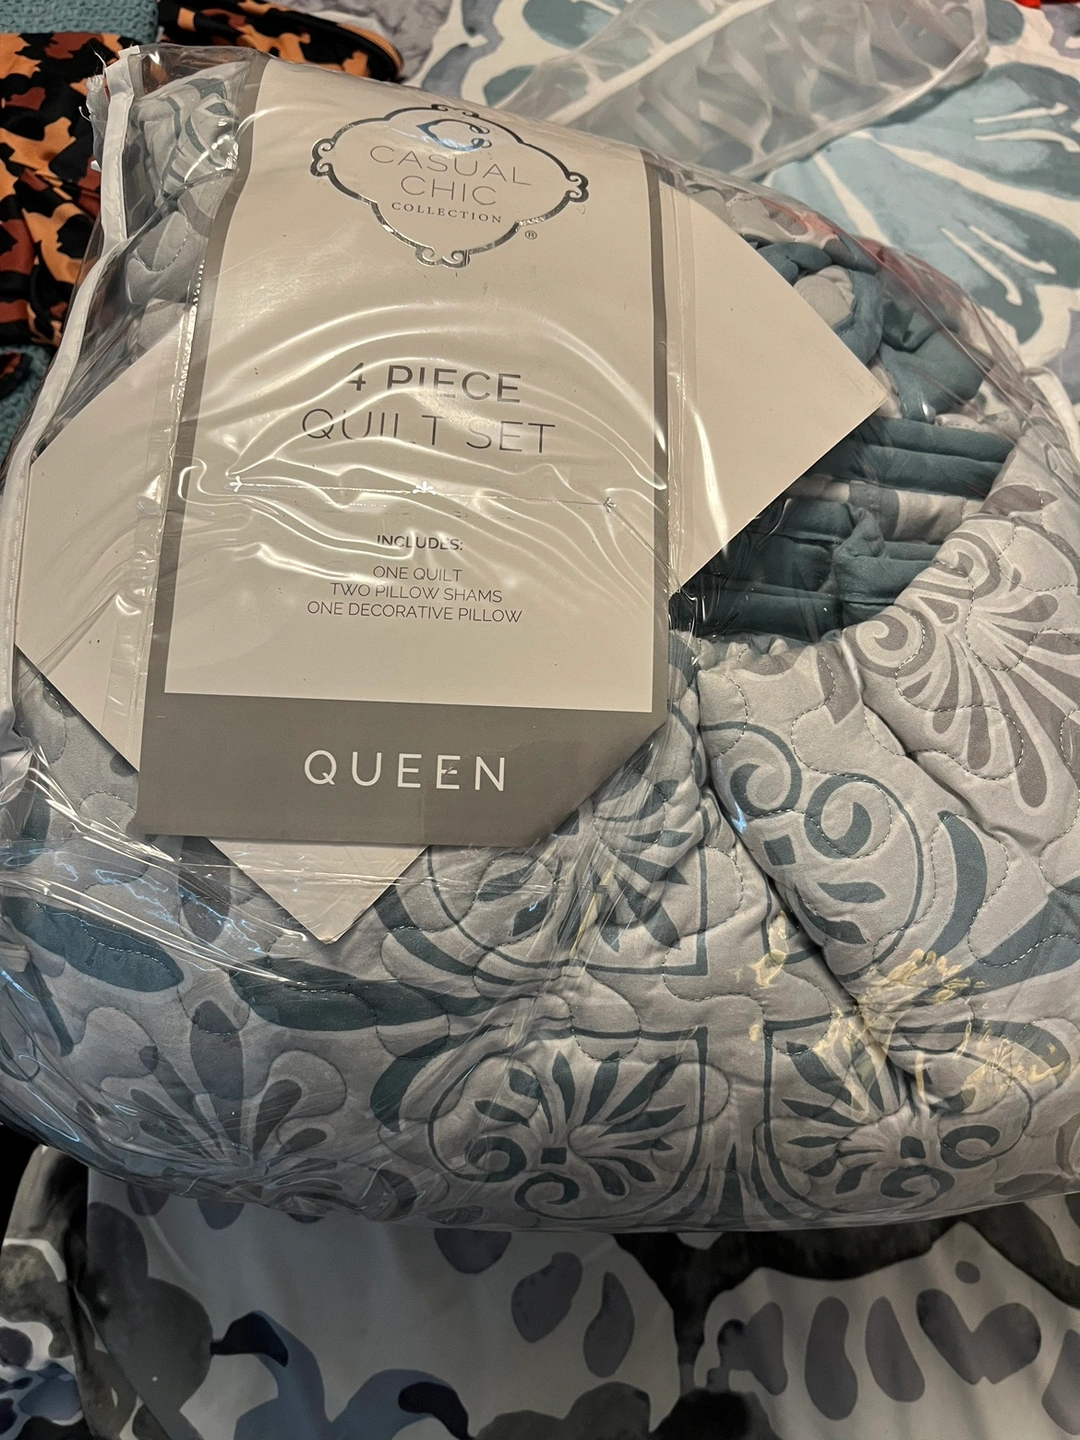 CASUAL
CHIC
COLLECTION
®
4 PIECE
QUILT SET
INCLUDES:
ONE QUILT
TWO PILLOW SHAMS
ONE DECORATIVE PILLOW
QUEEN